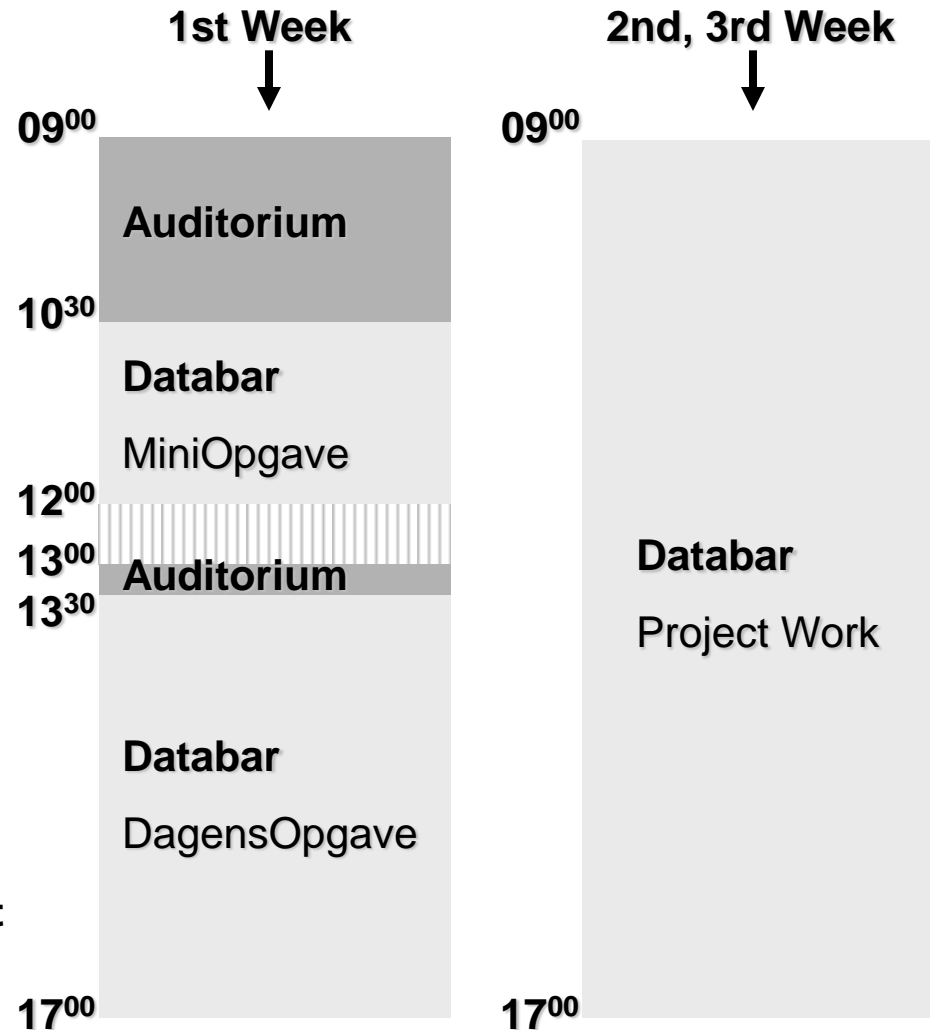 1st Week
09⁰⁰
Auditorium
10³⁰
Databar
MiniOpgave
12⁰⁰
13⁰⁰
Auditorium
13³⁰
Databar
DagensOpgave
17⁰⁰
2nd, 3rd Week
09⁰⁰
Databar
Project Work
17⁰⁰